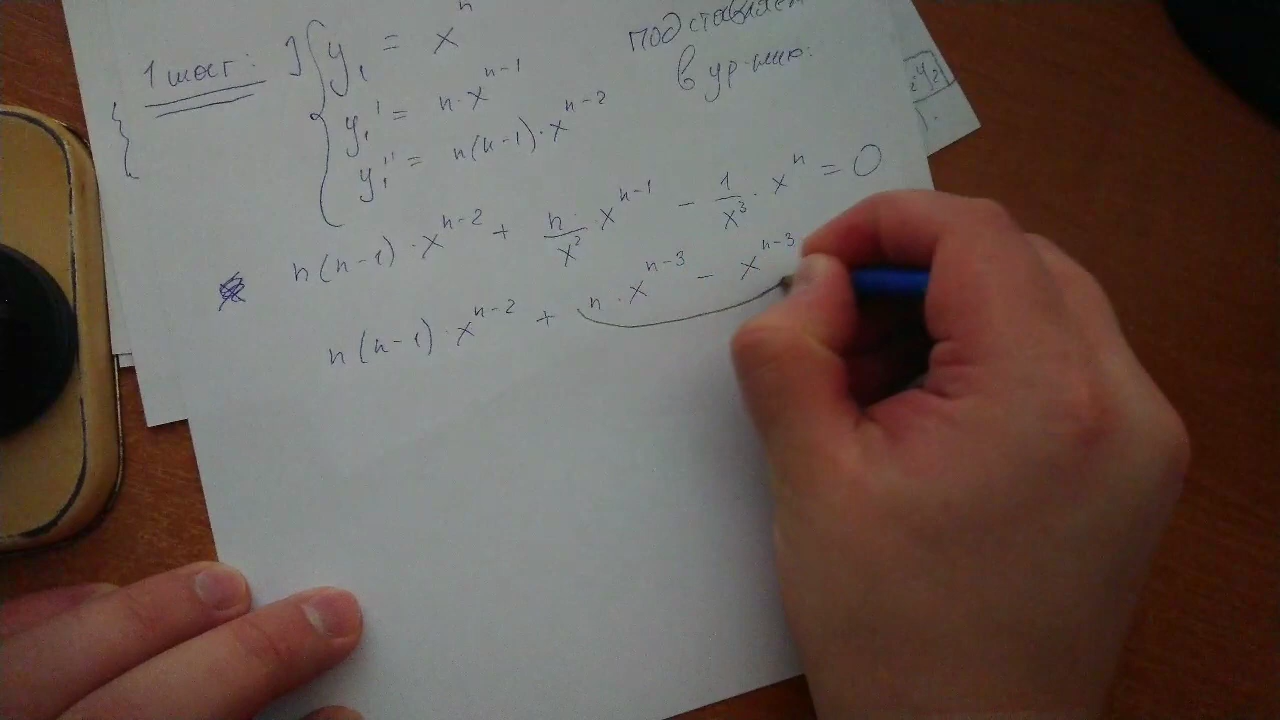 1 шаг: ] { y₁ = xⁿ
y₁' = n·xⁿ⁻¹
y₁'' = n(n-1)·xⁿ⁻²
подставляем
в ур-ние:
n(n-1)·xⁿ⁻² + n/x²·xⁿ⁻¹ - 1/x³·xⁿ = 0
n(n-1)·xⁿ⁻² + n·xⁿ⁻³ - xⁿ⁻³